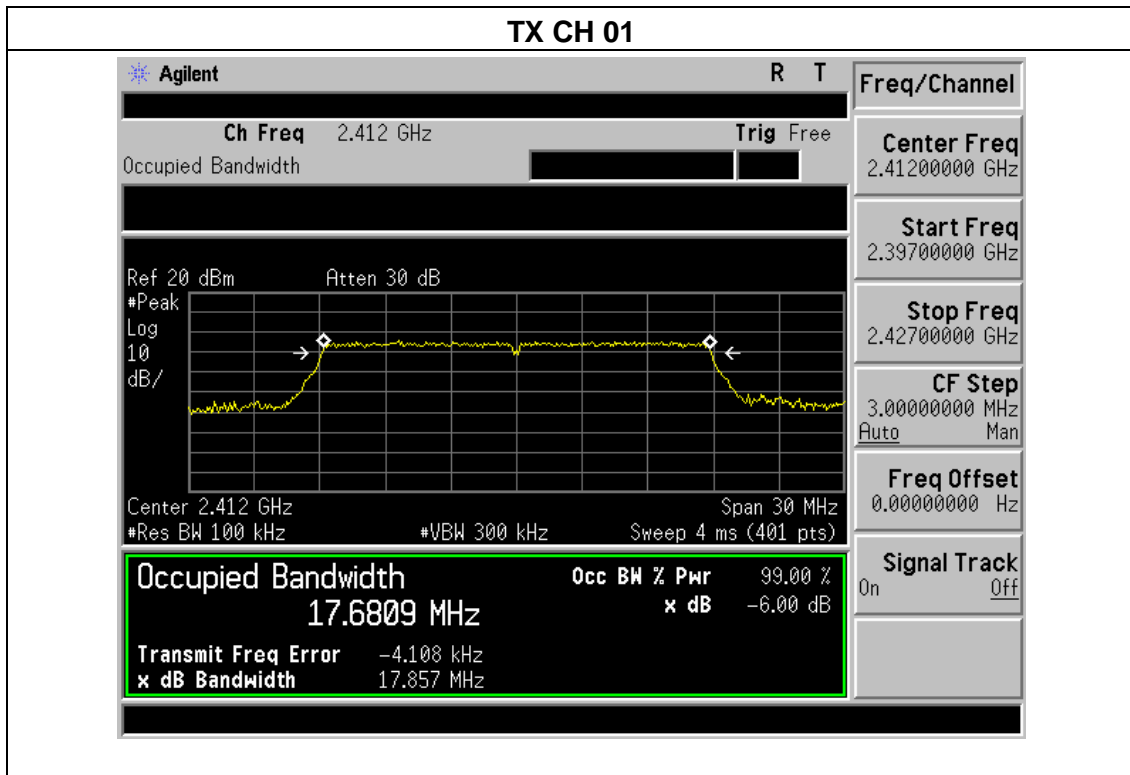 TX CH 01
Agilent R T
Ch Freq 2.412 GHz Trig Free
Occupied Bandwidth
Ref 20 dBm Atten 30 dB
#Peak
Log
10
dB/
Center 2.412 GHz Span 30 MHz
#Res BW 100 kHz #VBW 300 kHz Sweep 4 ms (401 pts)
Occupied Bandwidth Occ BW % Pwr 99.00 %
17.6809 MHz x dB -6.00 dB
Transmit Freq Error -4.108 kHz
x dB Bandwidth 17.857 MHz
Freq/Channel
Center Freq
2.41200000 GHz
Start Freq
2.39700000 GHz
Stop Freq
2.42700000 GHz
CF Step
3.00000000 MHz
Auto Man
Freq Offset
0.00000000 Hz
Signal Track
On Off